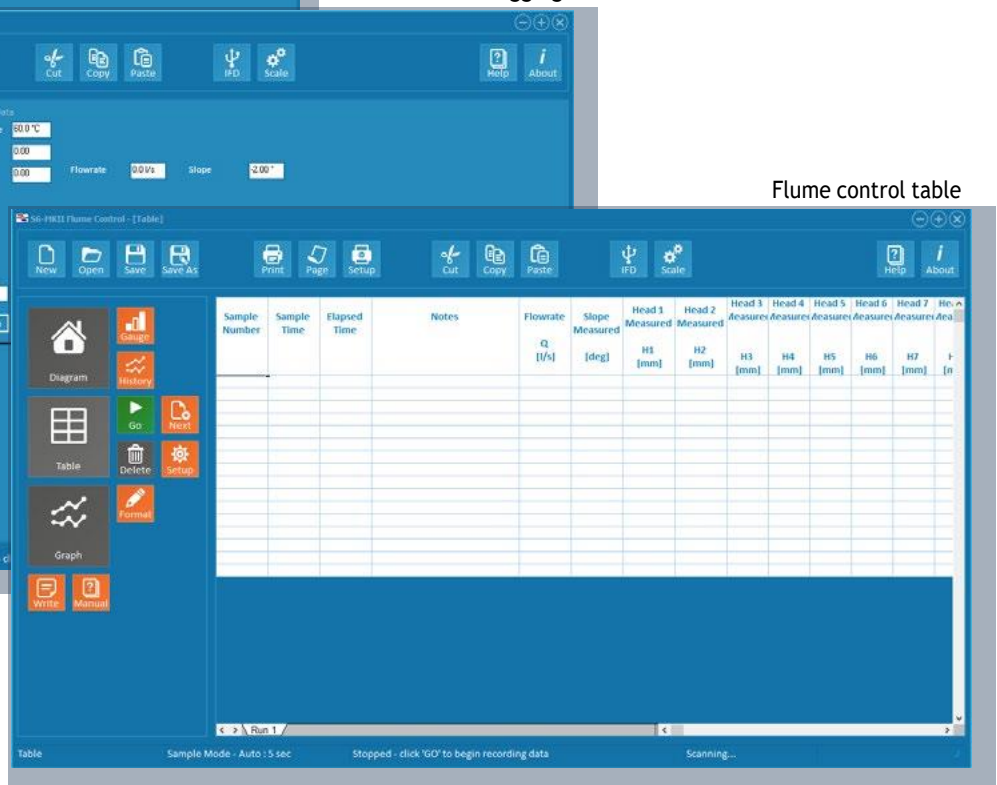 gging
Cut Copy Paste IFD Scale Help About
60.0 °C
0.00
0.00 Flowrate 0.0 l/s Slope -2.00 °
Flume control table
S6-MKII Flume Control - [Table]
New Open Save Save As Print Page Setup Cut Copy Paste IFD Scale Help About
Diagram
Gauge
History
Table
Go
Next
Delete
Setup
Graph
Format
Write
Manual
Sample Number Sample Time Elapsed Time Notes Flowrate Slope Measured Head 1 Measured Head 2 Measured Head 3 Head 4 Head 5 Head 6 Head 7
Q [l/s] [deg] H1 [mm] H2 [mm] H3 [mm] H4 [mm] H5 [mm] H6 [mm] H7 [mm]
Run 1
Table Sample Mode - Auto : 5 sec Stopped - click 'GO' to begin recording data Scanning...